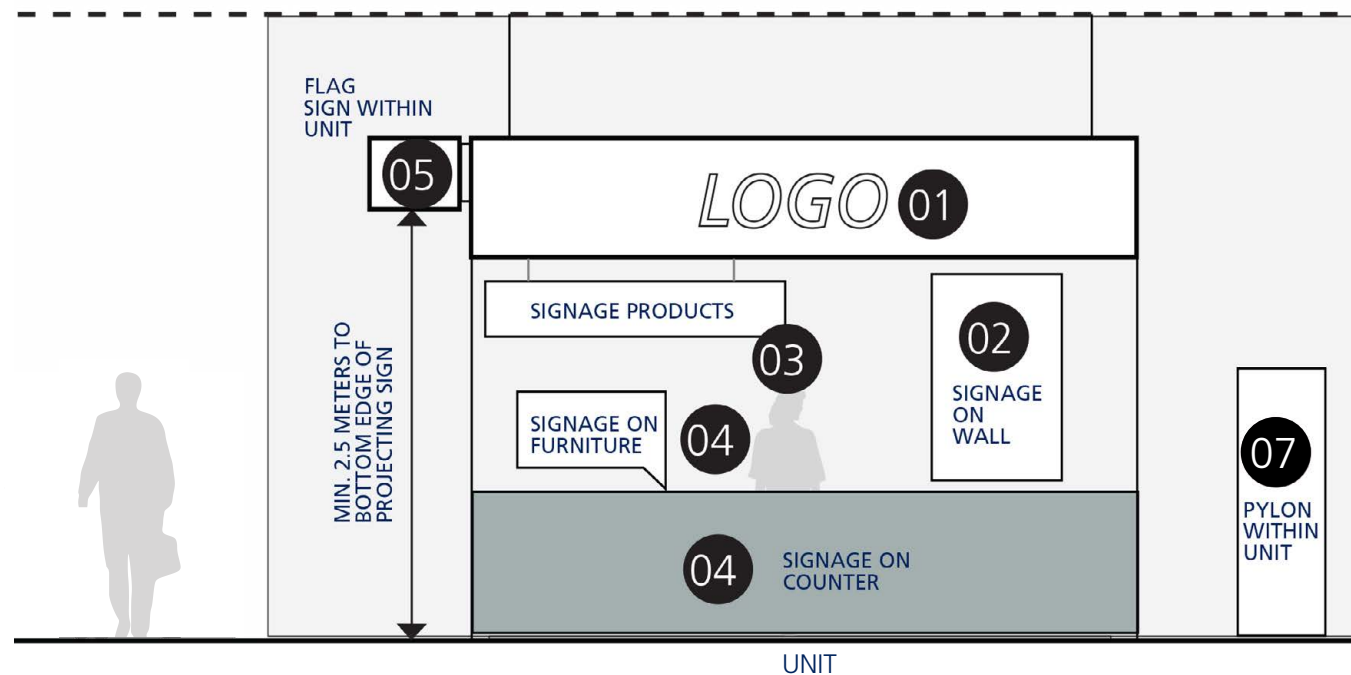 FLAG
SIGN WITHIN
UNIT
05
LOGO
01
SIGNAGE PRODUCTS
03
02
SIGNAGE
ON
WALL
MIN. 2.5 METERS TO
BOTTOM EDGE OF
PROJECTING SIGN
SIGNAGE ON
FURNITURE
04
07
PYLON
WITHIN
UNIT
04
SIGNAGE ON
COUNTER
UNIT